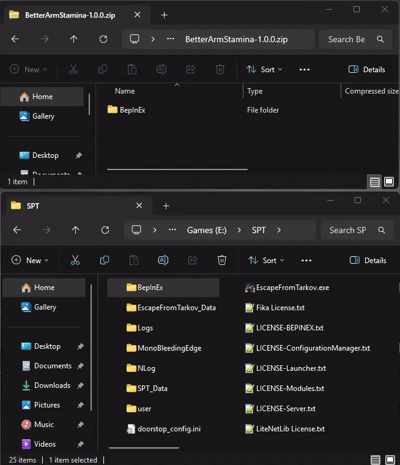 BetterArmStamina-1.0.0.zip
BetterArmStamina-1.0.0.zip
Search Be
New
Sort
Details
Name
Type
Compressed size
Home
Gallery
Desktop
Documents
BepInEx
File folder
1 item
SPT
Games (E:)
SPT
Search SP
New
Sort
Details
Home
Gallery
Desktop
Documents
Downloads
Pictures
Music
Videos
BepInEx
EscapeFromTarkov_Data
Logs
MonoBleedingEdge
NLog
SPT_Data
user
doorstop_config.ini
EscapeFromTarkov.exe
Fika License.txt
LICENSE-BEPINEX.txt
LICENSE-ConfigurationManager.txt
LICENSE-Launcher.txt
LICENSE-Modules.txt
LICENSE-Server.txt
LiteNetLib License.txt
25 items
1 item selected